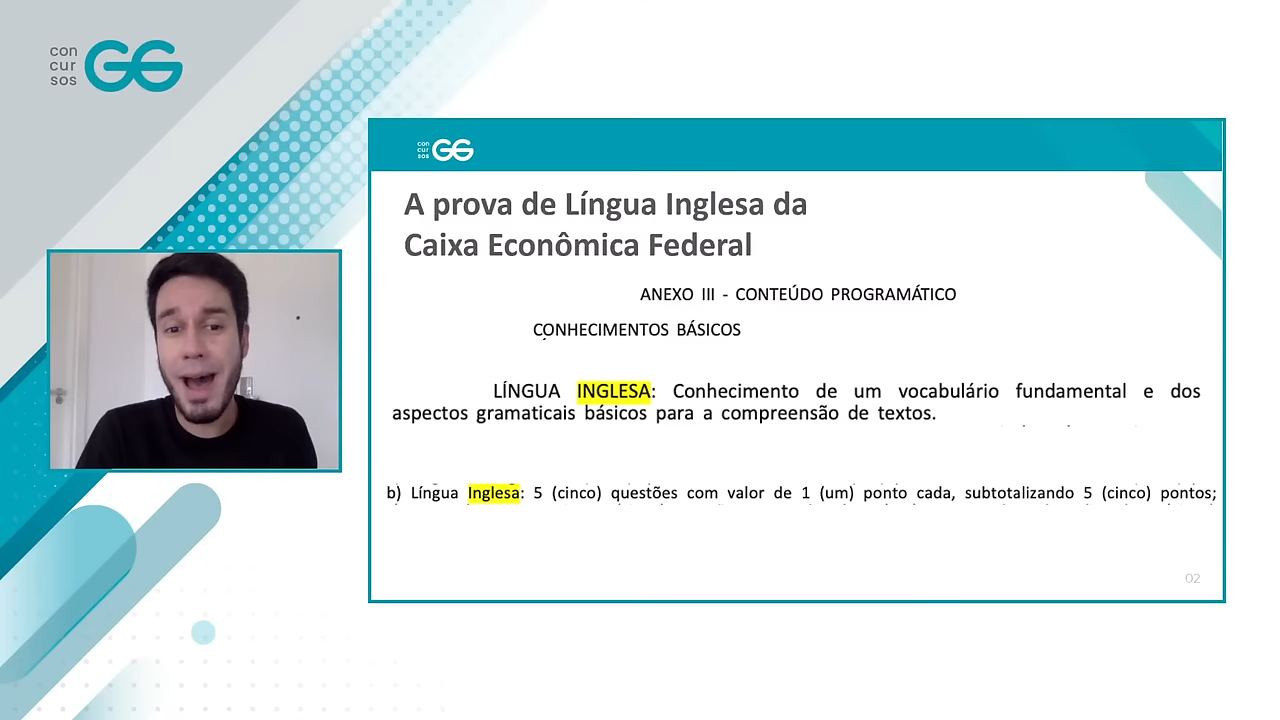 con
cur
sos
GG
con
cur
sos
GG
A prova de Língua Inglesa da
Caixa Econômica Federal
ANEXO III - CONTEÚDO PROGRAMÁTICO
CONHECIMENTOS BÁSICOS
LÍNGUA INGLESA: Conhecimento de um vocabulário fundamental e dos
aspectos gramaticais básicos para a compreensão de textos.
b) Língua Inglesa: 5 (cinco) questões com valor de 1 (um) ponto cada, subtotalizando 5 (cinco) pontos;
02